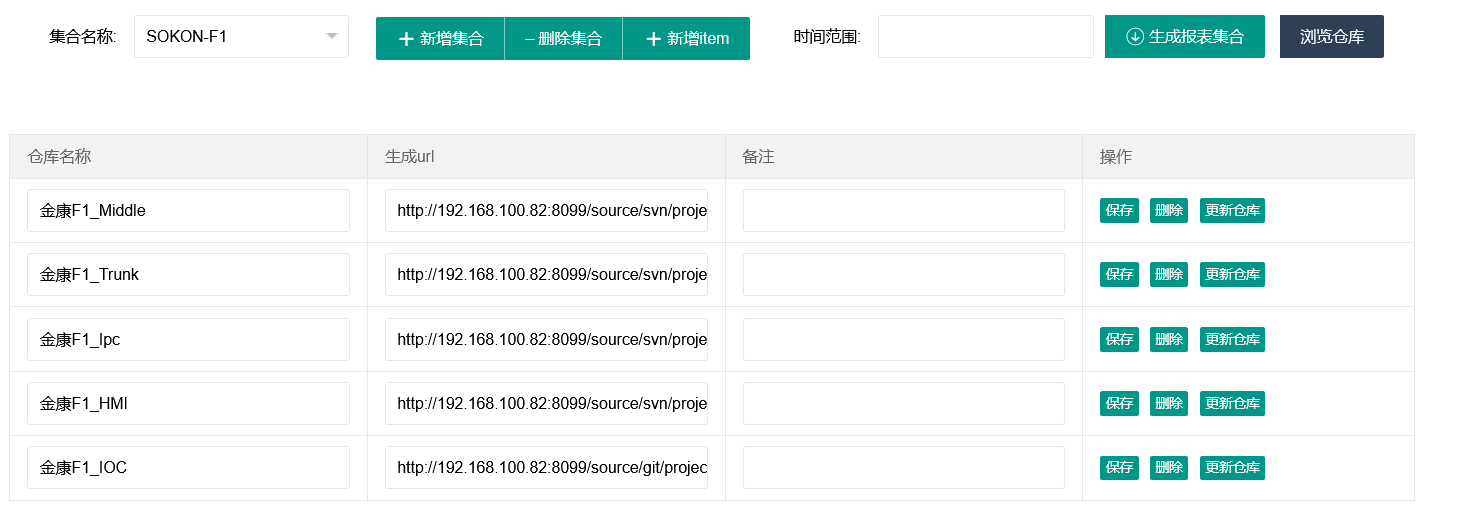 集合名称: SOKON-F1 新增集合 删除集合 新增item 时间范围: 生成报表集合 浏览仓库
仓库名称 生成url 备注 操作
金康F1_Middle http://192.168.100.82:8099/source/svn/proje 保存 删除 更新仓库
金康F1_Trunk http://192.168.100.82:8099/source/svn/proje 保存 删除 更新仓库
金康F1_Ipc http://192.168.100.82:8099/source/svn/proje 保存 删除 更新仓库
金康F1_HMI http://192.168.100.82:8099/source/svn/proje 保存 删除 更新仓库
金康F1_IOC http://192.168.100.82:8099/source/git/projec 保存 删除 更新仓库